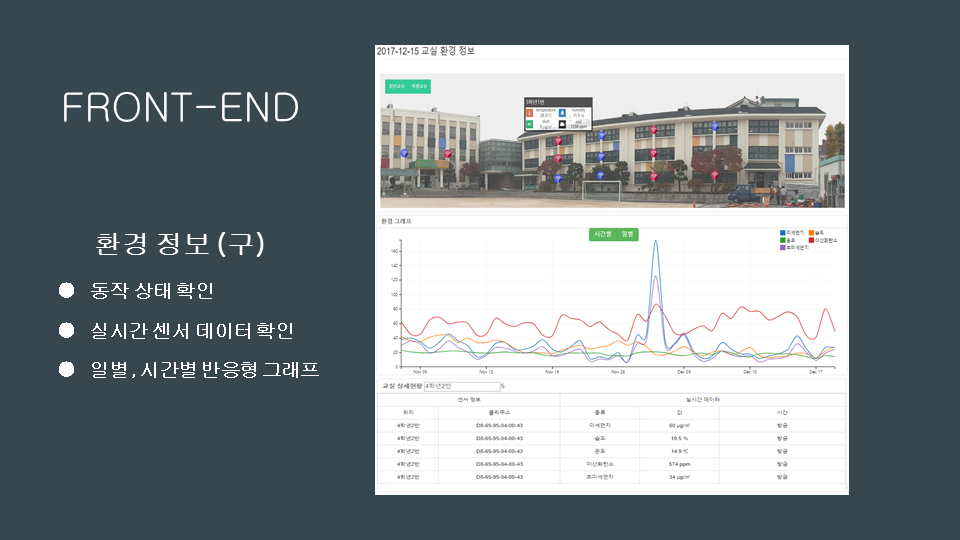 FRONT-END
환경 정보 (구)
● 동작 상태 확인
● 실시간 센서 데이터 확인
● 일별, 시간별 반응형 그래프
2017-12-15 교실 환경 정보
일반교실 특별교실
3학년1반
temperature humidity
dust co2
환경 그래프
시간별 일별
미세먼지 습도
온도 이산화탄소
초미세먼지
160
140
120
100
80
60
40
20
0
Nov 05 Nov 12 Nov 19 Nov 26 Dec 03 Dec 10 Dec 17
교실 상세현황 4학년2반 5
센서 정보 실시간 데이터
위치 물리주소 종류 값 시간
4학년2반 D8-65-95-04-00-43 미세먼지 60 μg/㎥ 방금
4학년2반 D8-65-95-04-00-43 습도 19.5 % 방금
4학년2반 D8-65-95-04-00-43 온도 14.9 ℃ 방금
4학년2반 D8-65-95-04-00-43 이산화탄소 574 ppm 방금
4학년2반 D8-65-95-04-00-43 초미세먼지 34 μg/㎥ 방금